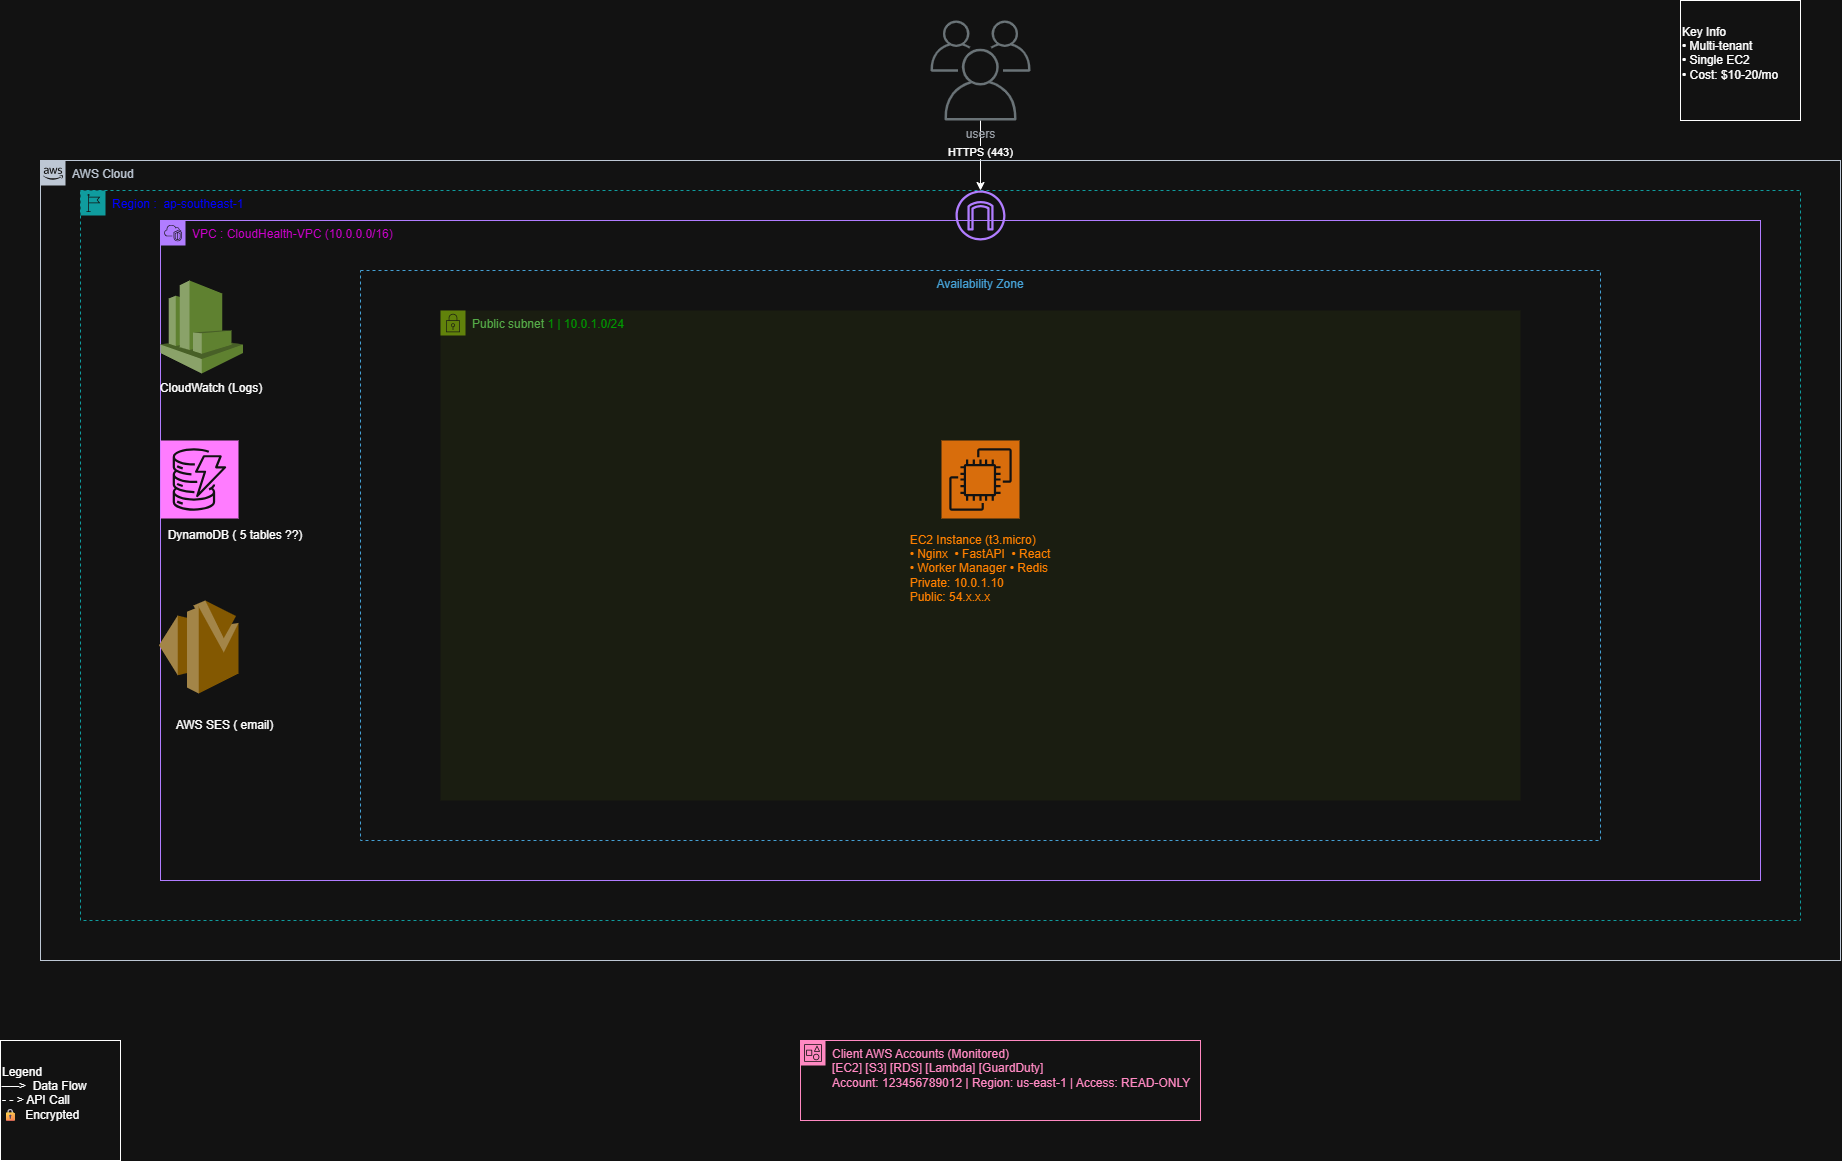 Key Info
• Multi-tenant
• Single EC2
• Cost: $10-20/mo
users
HTTPS (443)
aws
AWS Cloud
Region : ap-southeast-1
VPC : CloudHealth-VPC (10.0.0.0/16)
Availability Zone
Public subnet 1 | 10.0.1.0/24
CloudWatch (Logs)
DynamoDB ( 5 tables ??)
AWS SES ( email)
EC2 Instance (t3.micro)
• Nginx • FastAPI • React
• Worker Manager • Redis
Private: 10.0.1.10
Public: 54.x.x.x
Legend
──> Data Flow
- - > API Call
🔒 Encrypted
Client AWS Accounts (Monitored)
[EC2] [S3] [RDS] [Lambda] [GuardDuty]
Account: 123456789012 | Region: us-east-1 | Access: READ-ONLY